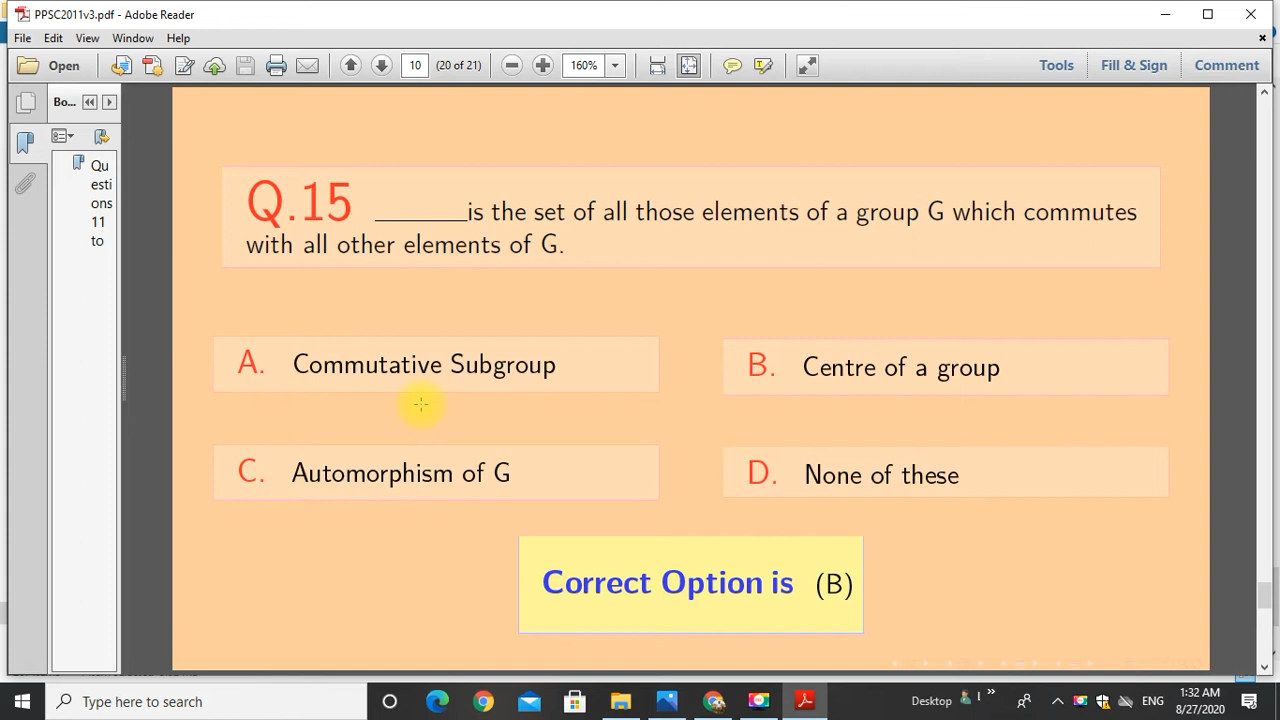 PPSC2011v3.pdf - Adobe Reader
File Edit View Window Help
Open 10 (20 of 21) 160% Tools Fill & Sign Comment
Bo...
Qu
esti
ons
11
to
Q.15 ________is the set of all those elements of a group G which commutes
with all other elements of G.
A. Commutative Subgroup
B. Centre of a group
C. Automorphism of G
D. None of these
Correct Option is (B)
Type here to search
Desktop
ENG
1:32 AM
8/27/2020